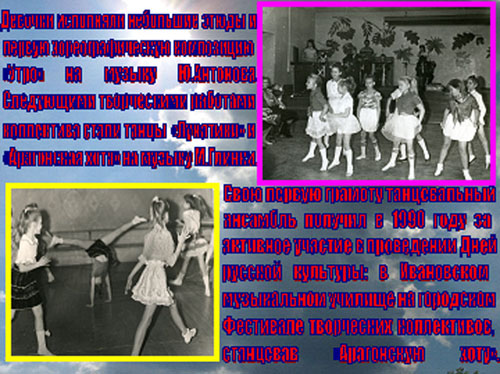 Девочки исполняли небольшие этюды и
первую хореографическую композицию
«Утро» на музыку Ю.Антонова.
Следующими творческими работами
коллектива стали танцы «Лунатики» и
«Арагонская хота» на музыку И.Глинки.
Свою первую грамоту танцевальный
ансамбль получил в 1990 году за
активное участие в проведении Дней
русской культуры: в Ивановском
музыкальном училище на городском
Фестивале творческих коллективов,
станцевав «Арагонскую хоту».